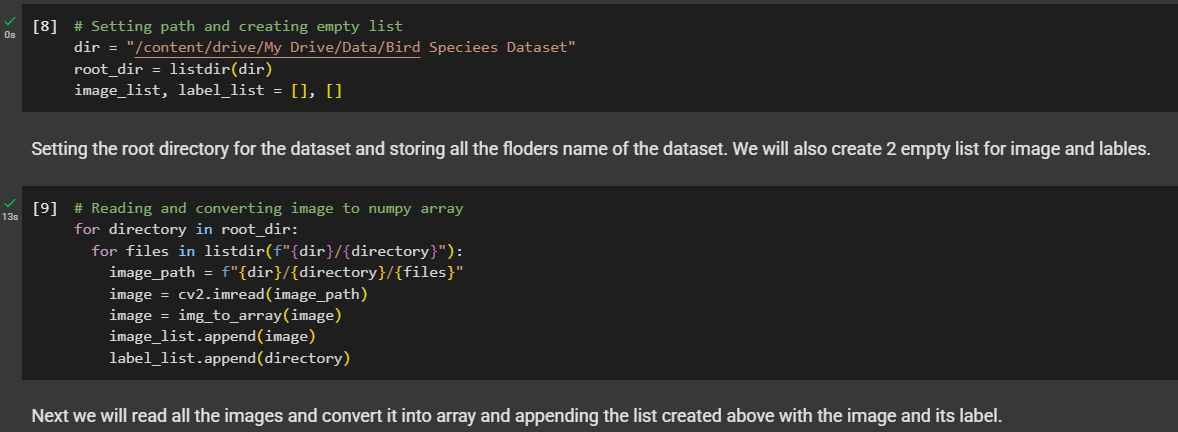 [8] # Setting path and creating empty list
0s
dir = "/content/drive/My Drive/Data/Bird Speciees Dataset"
root_dir = listdir(dir)
image_list, label_list = [], []
Setting the root directory for the dataset and storing all the floders name of the dataset. We will also create 2 empty list for image and lables.
[9] # Reading and converting image to numpy array
13s
for directory in root_dir:
  for files in listdir(f"{dir}/{directory}"):
    image_path = f"{dir}/{directory}/{files}"
    image = cv2.imread(image_path)
    image = img_to_array(image)
    image_list.append(image)
    label_list.append(directory)
Next we will read all the images and convert it into array and appending the list created above with the image and its label.